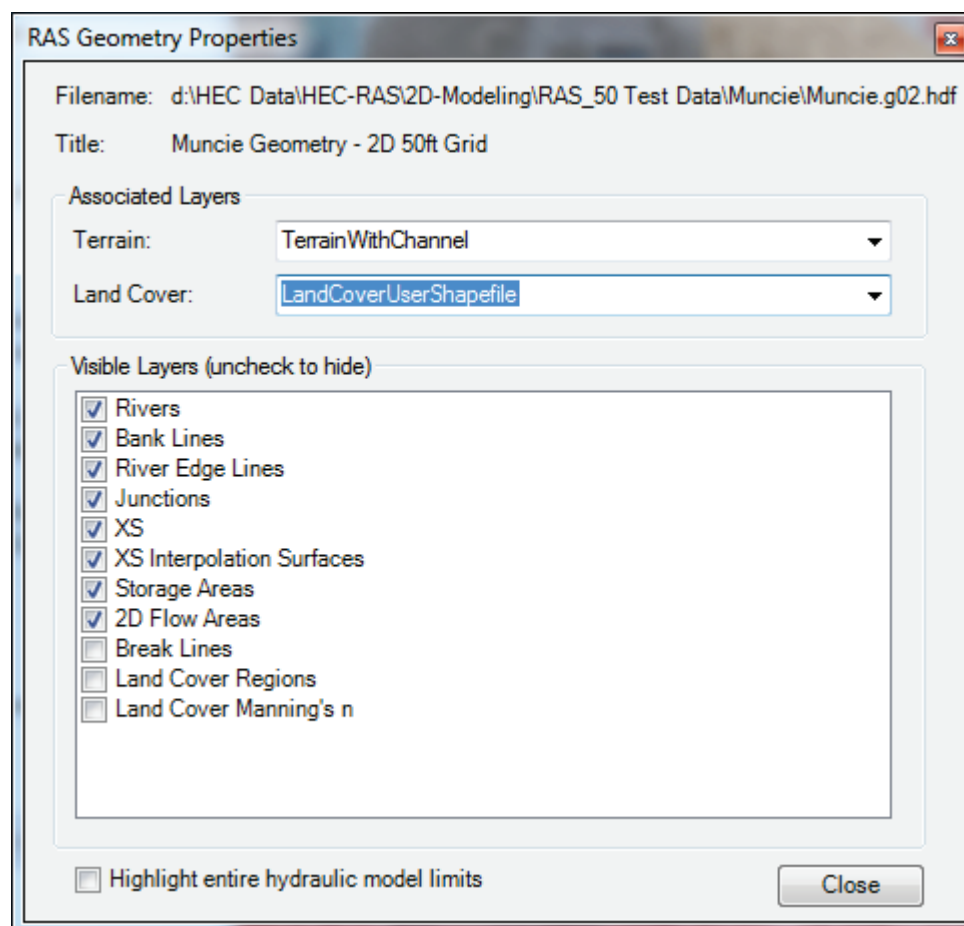 RAS Geometry Properties
Filename: d:\HEC Data\HEC-RAS\2D-Modeling\RAS_50 Test Data\Muncie\Muncie.g02.hdf
Title: Muncie Geometry - 2D 50ft Grid
Associated Layers
Terrain: TerrainWithChannel
Land Cover: LandCoverUserShapefile
Visible Layers (uncheck to hide)
Rivers
Bank Lines
River Edge Lines
Junctions
XS
XS Interpolation Surfaces
Storage Areas
2D Flow Areas
Break Lines
Land Cover Regions
Land Cover Manning's n
Highlight entire hydraulic model limits
Close